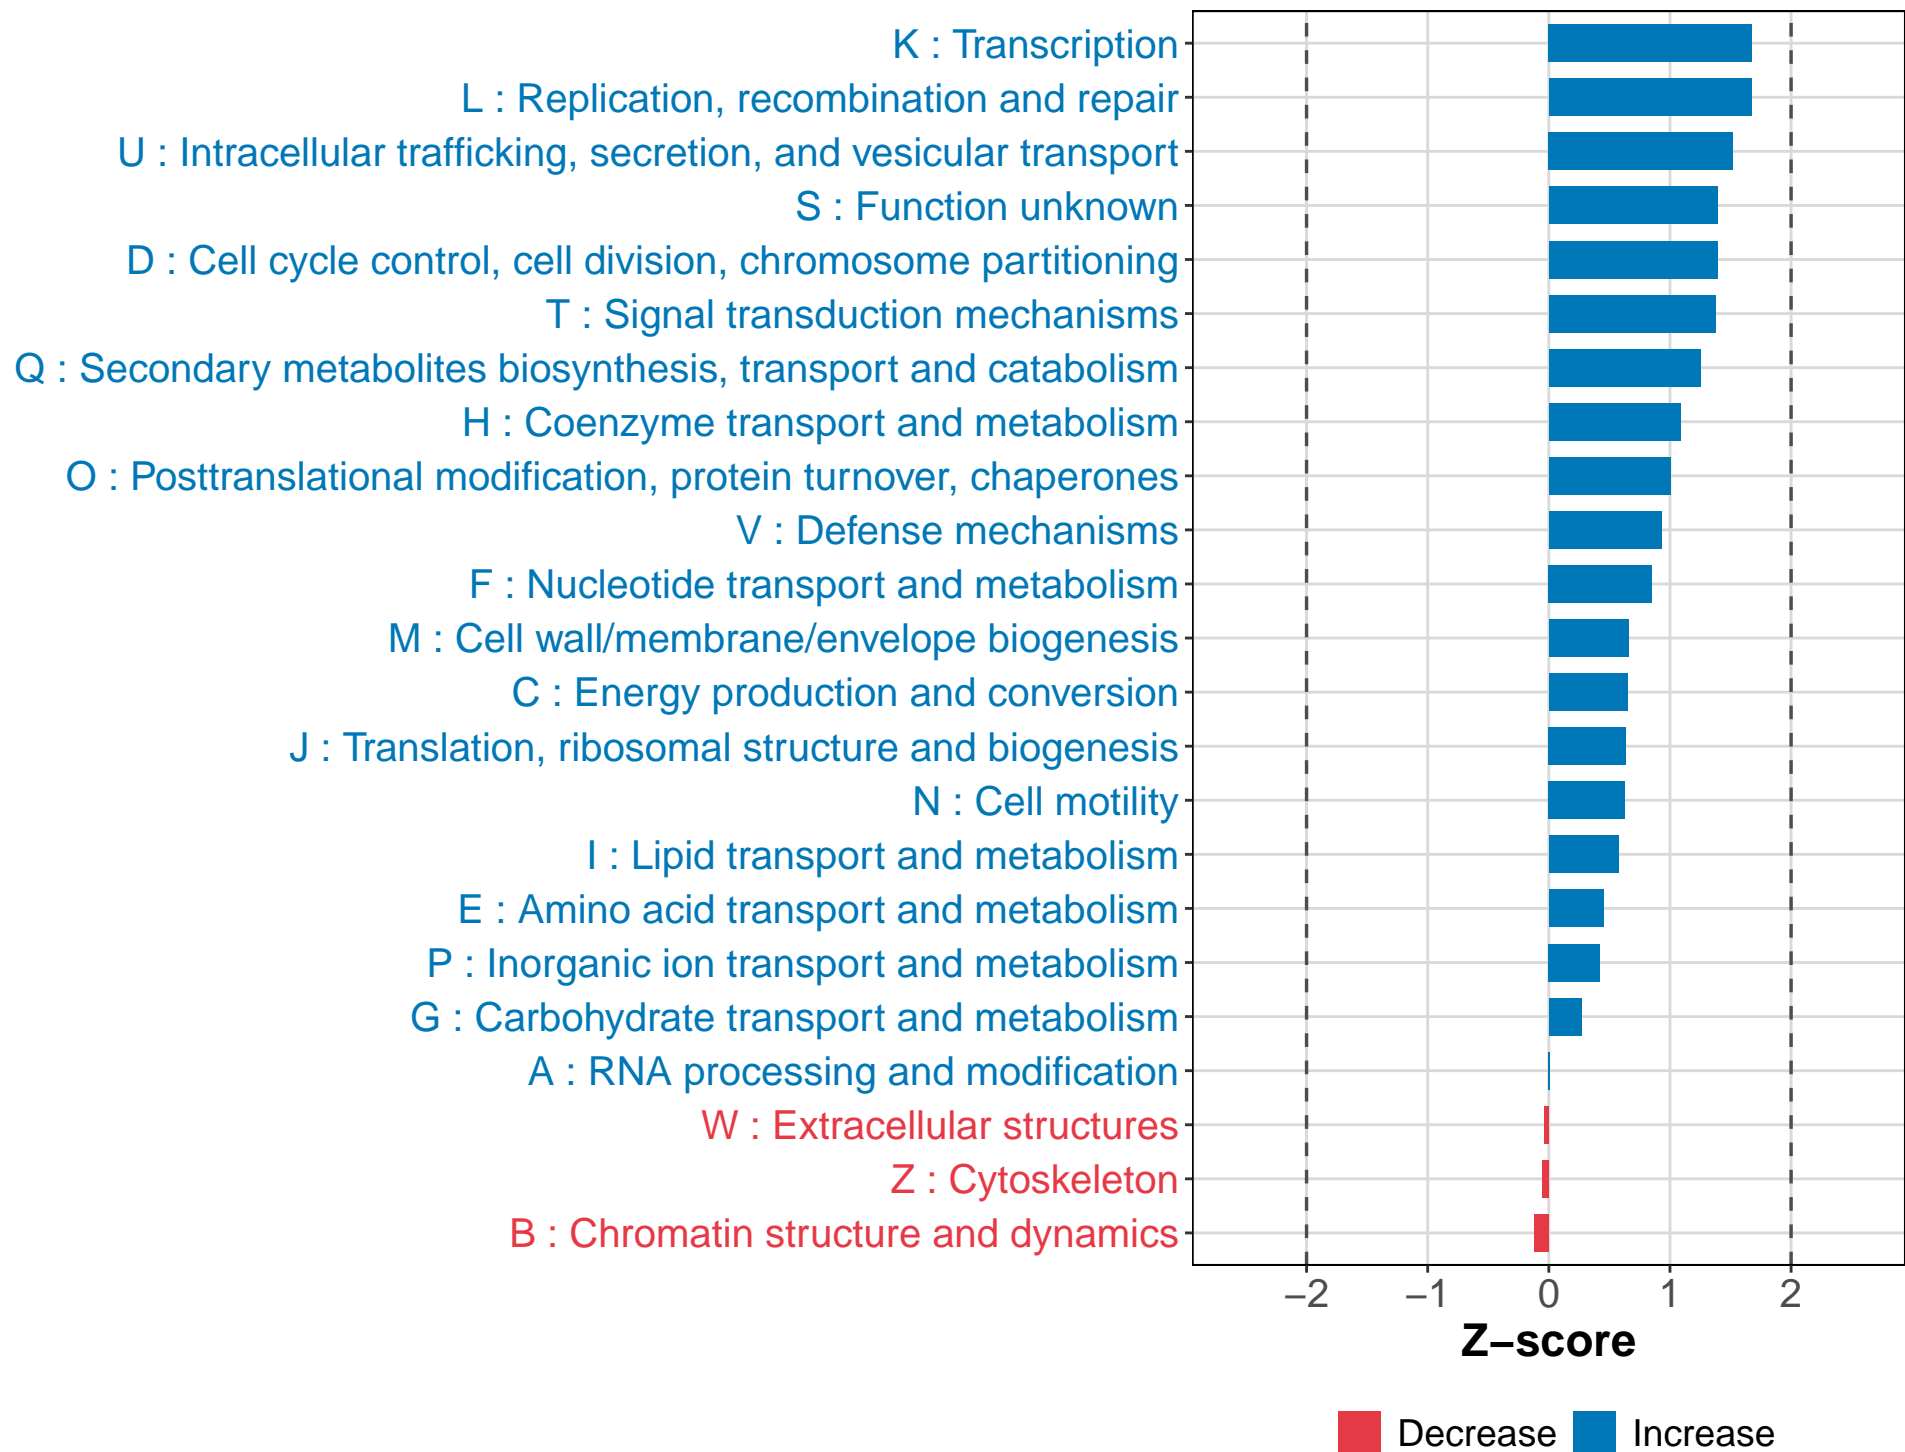 K : Transcription
L : Replication, recombination and repair
U : Intracellular trafficking, secretion, and vesicular transport
S : Function unknown
D : Cell cycle control, cell division, chromosome partitioning
T : Signal transduction mechanisms
Q : Secondary metabolites biosynthesis, transport and catabolism
H : Coenzyme transport and metabolism
O : Posttranslational modification, protein turnover, chaperones
V : Defense mechanisms
F : Nucleotide transport and metabolism
M : Cell wall/membrane/envelope biogenesis
C : Energy production and conversion
J : Translation, ribosomal structure and biogenesis
N : Cell motility
I : Lipid transport and metabolism
E : Amino acid transport and metabolism
P : Inorganic ion transport and metabolism
G : Carbohydrate transport and metabolism
A : RNA processing and modification
W : Extracellular structures
Z : Cytoskeleton
B : Chromatin structure and dynamics
−2 −1 0 1 2
Z−score
Decrease Increase